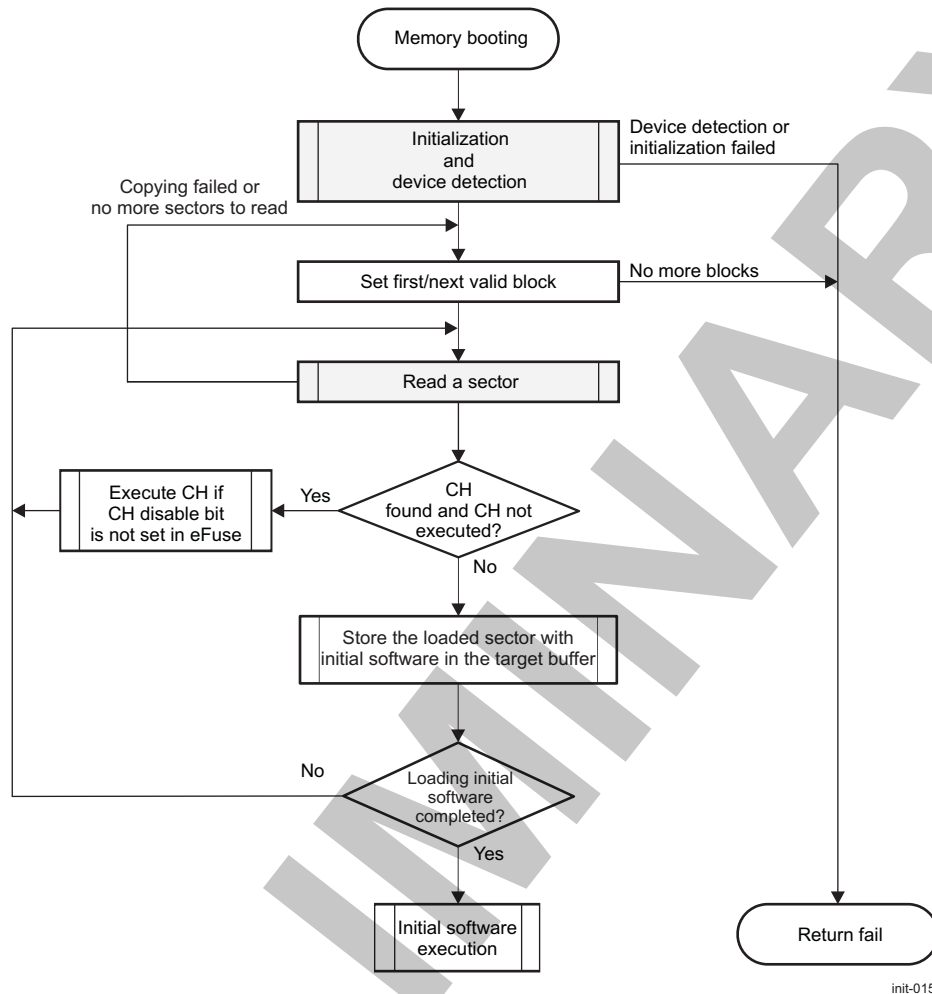 Memory booting
Initialization
and
device detection
Device detection or
initialization failed
Copying failed or
no more sectors to read
Set first/next valid block
No more blocks
Read a sector
Execute CH if
CH disable bit
is not set in eFuse
Yes
CH
found and CH not
executed?
No
Store the loaded sector with
initial software in the target buffer
No
Loading initial
software
completed?
Yes
Initial software
execution
Return fail
init-015